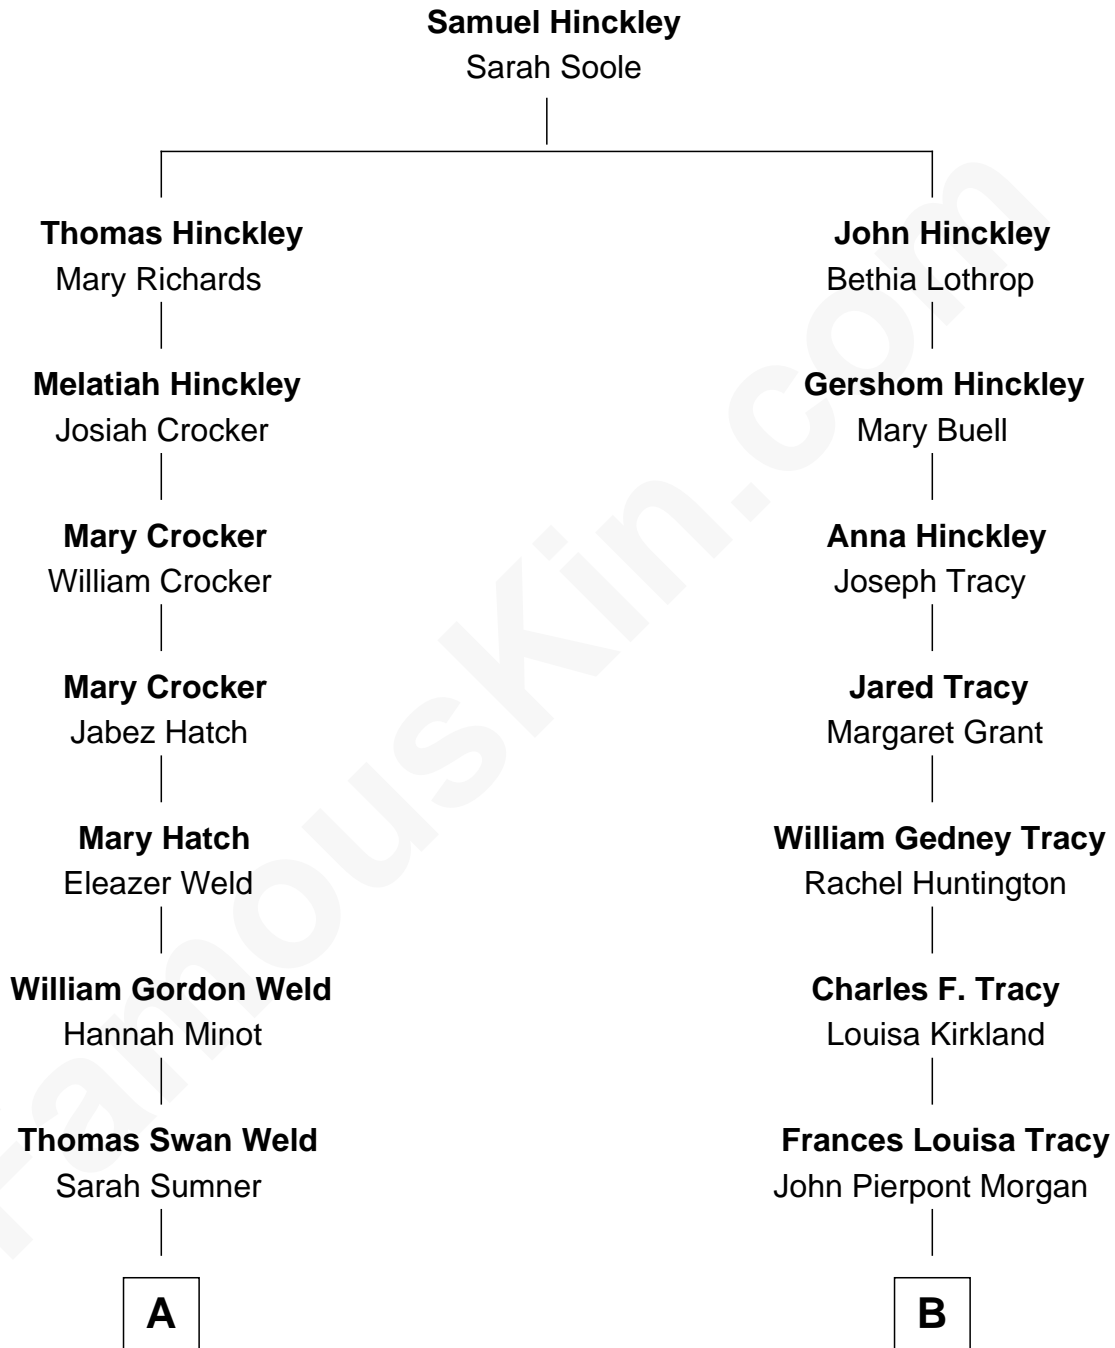 Samuel Hinckley
Sarah Soole
Thomas Hinckley
Mary Richards
John Hinckley
Bethia Lothrop
Melatiah Hinckley
Josiah Crocker
Gershom Hinckley
Mary Buell
Mary Crocker
William Crocker
Anna Hinckley
Joseph Tracy
Mary Crocker
Jabez Hatch
Jared Tracy
Margaret Grant
Mary Hatch
Eleazer Weld
William Gedney Tracy
Rachel Huntington
William Gordon Weld
Hannah Minot
Charles F. Tracy
Louisa Kirkland
Thomas Swan Weld
Sarah Sumner
Frances Louisa Tracy
John Pierpont Morgan
A
B
FamousKin.com